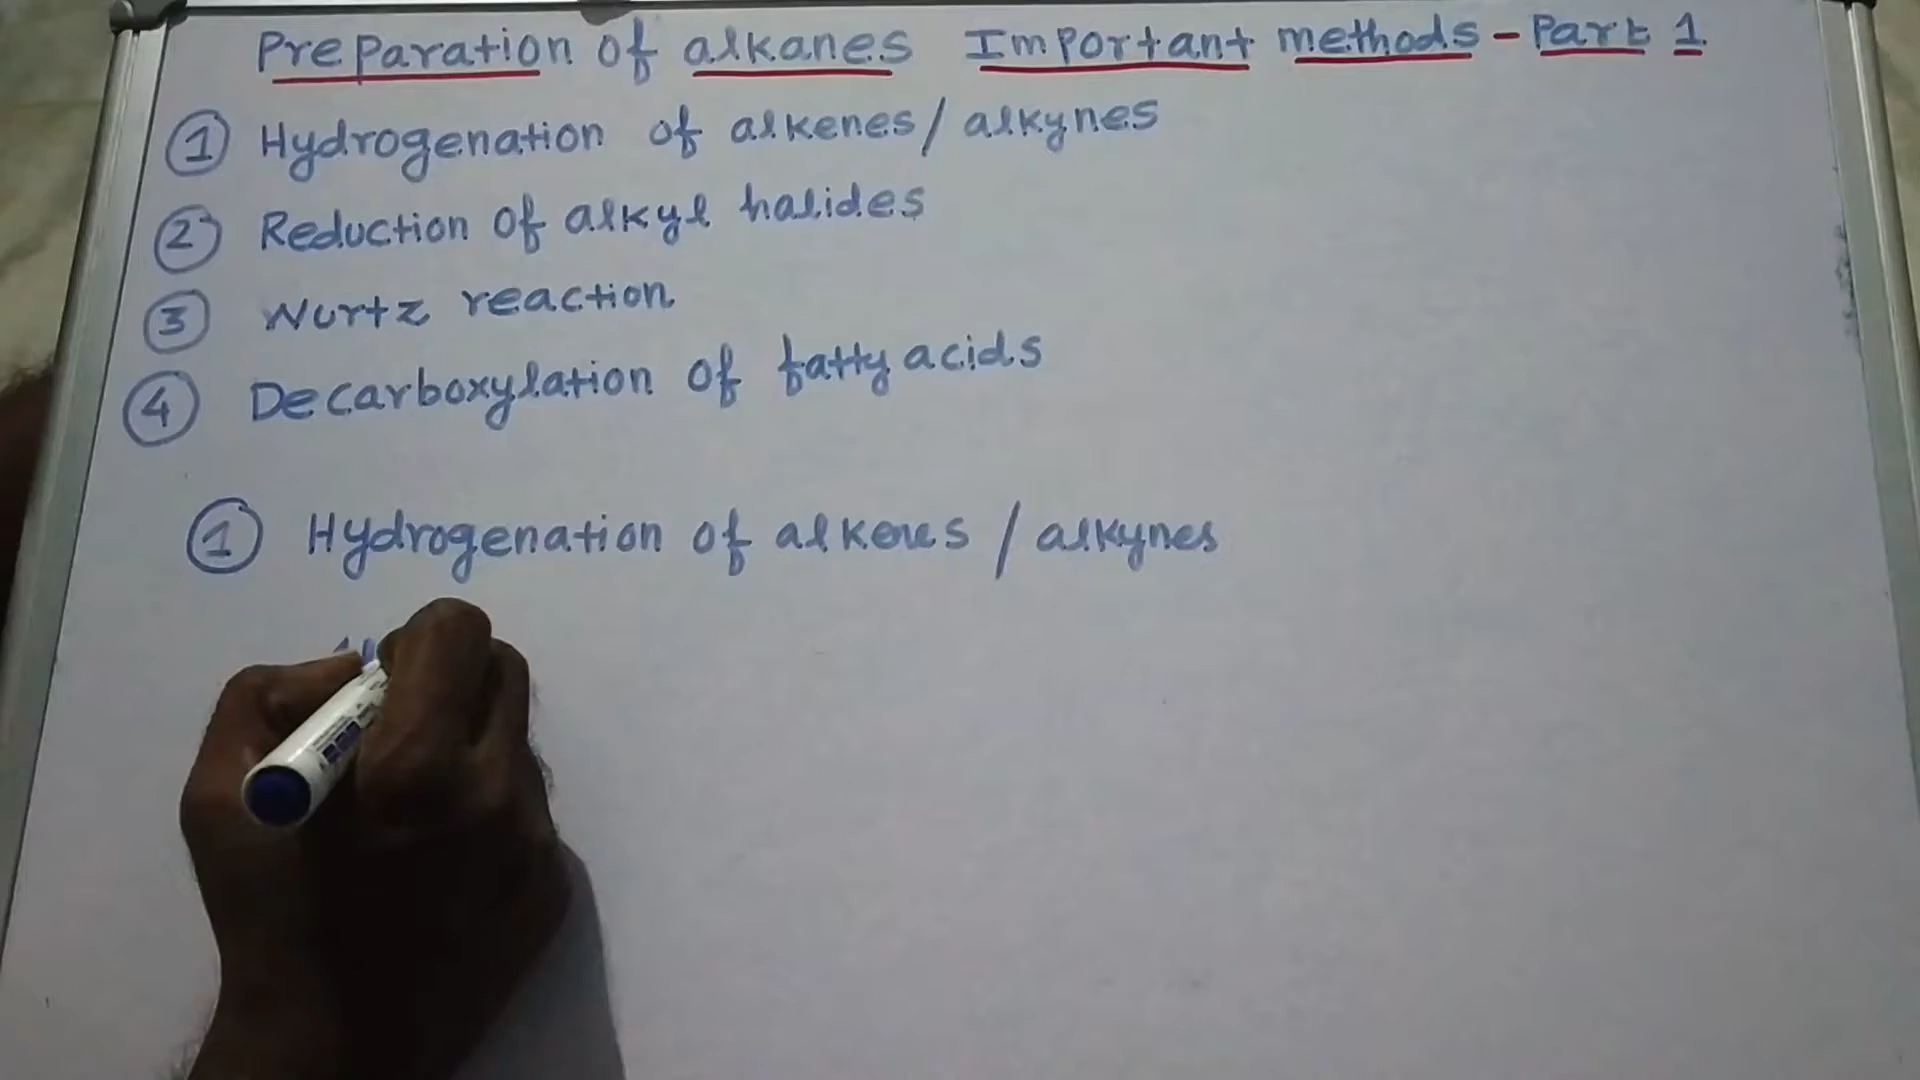 Preparation of alkanes Important methods - Part 1
1 Hydrogenation of alkenes / alkynes
2 Reduction of alkyl halides
3 Wurtz reaction
4 Decarboxylation of fatty acids
1 Hydrogenation of alkenes / alkynes